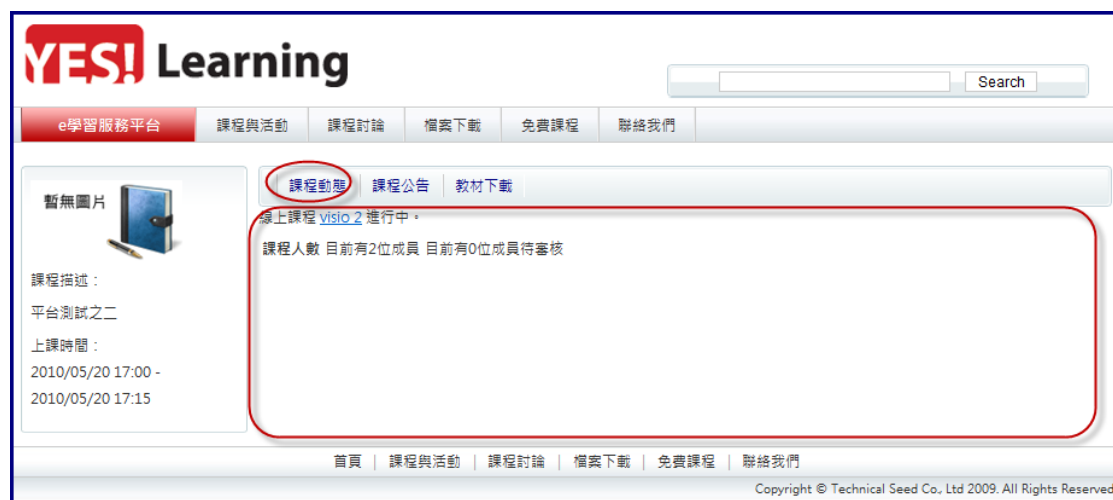 YES! Learning
Search
e學習服務平台 課程與活動 課程討論 檔案下載 免費課程 聯絡我們
暫無圖片
課程描述：
平台測試之二
上課時間：
2010/05/20 17:00 -
2010/05/20 17:15
課程動態 課程公告 教材下載
線上課程 visio 2 進行中。
課程人數 目前有2位成員 目前有0位成員待審核
首頁 | 課程與活動 | 課程討論 | 檔案下載 | 免費課程 | 聯絡我們
Copyright © Technical Seed Co., Ltd 2009. All Rights Reserved